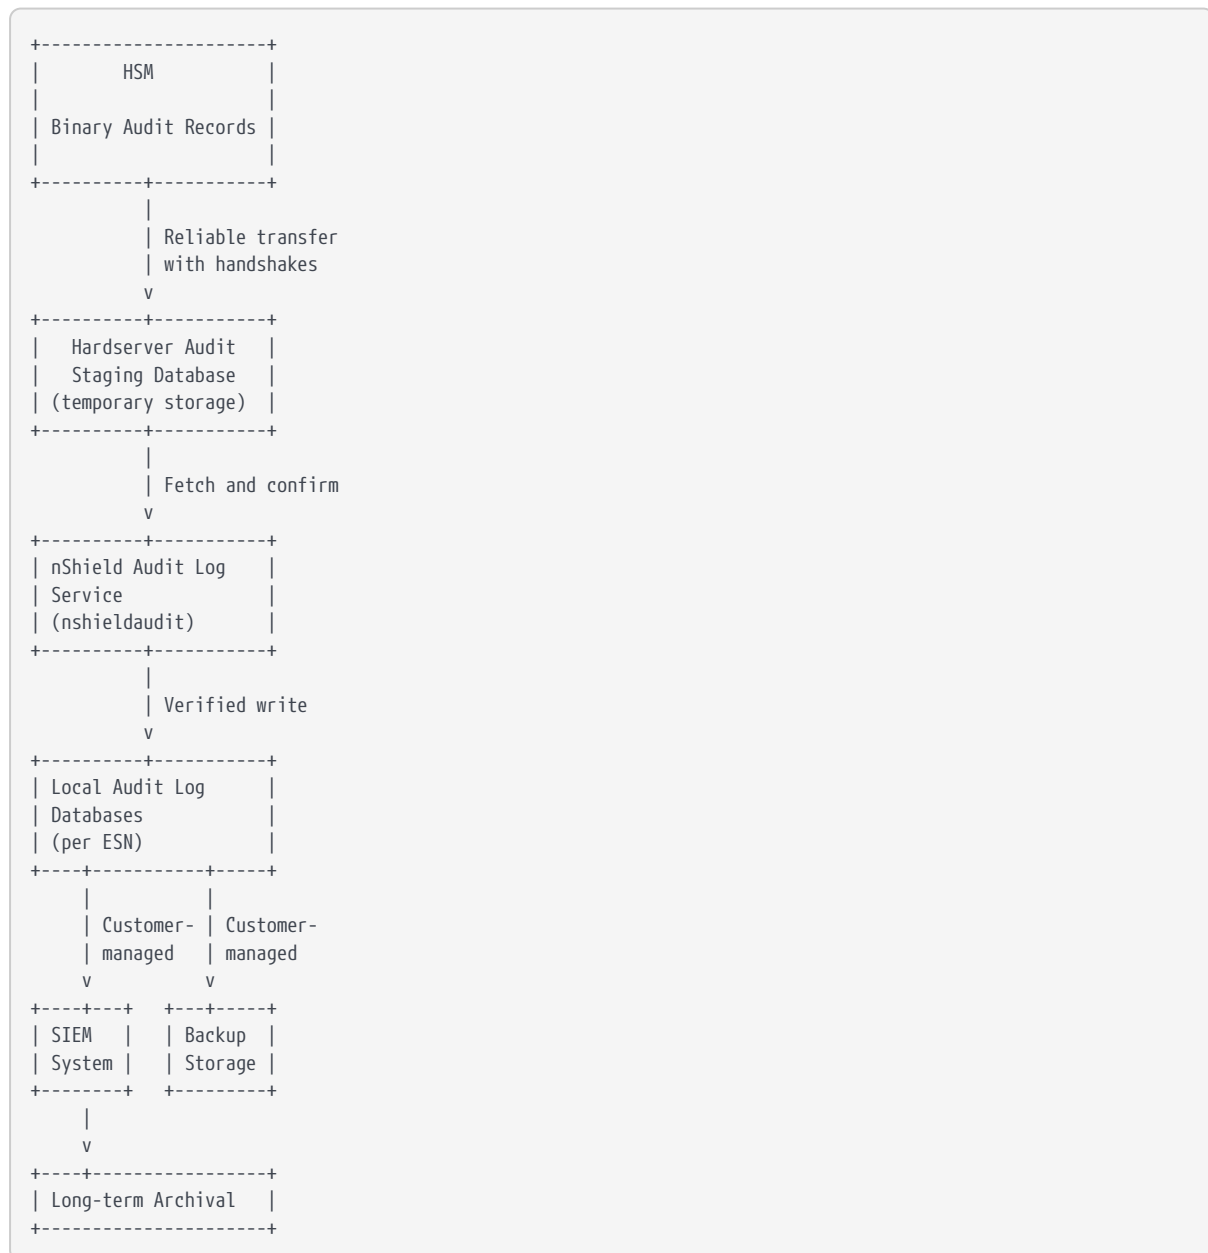 +----------------------+
|        HSM           |
|                      |
| Binary Audit Records |
|                      |
+----------+-----------+
           |
           | Reliable transfer
           | with handshakes
           v
+----------+-----------+
|   Hardserver Audit   |
|   Staging Database   |
| (temporary storage)  |
+----------+-----------+
           |
           | Fetch and confirm
           v
+----------+-----------+
| nShield Audit Log    |
| Service              |
| (nshieldaudit)       |
+----------+-----------+
           |
           | Verified write
           v
+----------+-----------+
| Local Audit Log      |
| Databases            |
| (per ESN)            |
+----+-----------+-----+
     |           |
     | Customer- | Customer-
     | managed   | managed
     v           v
+----+---+   +---+-----+
| SIEM   |   | Backup  |
| System |   | Storage |
+--------+   +---------+
     |
     v
+----+-----------------+
| Long-term Archival   |
+----------------------+